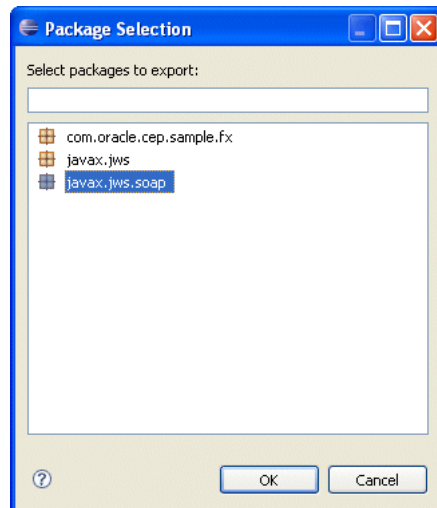 Package Selection
Select packages to export:
com.oracle.cep.sample.fx
javax.jws
javax.jws.soap
?
OK
Cancel